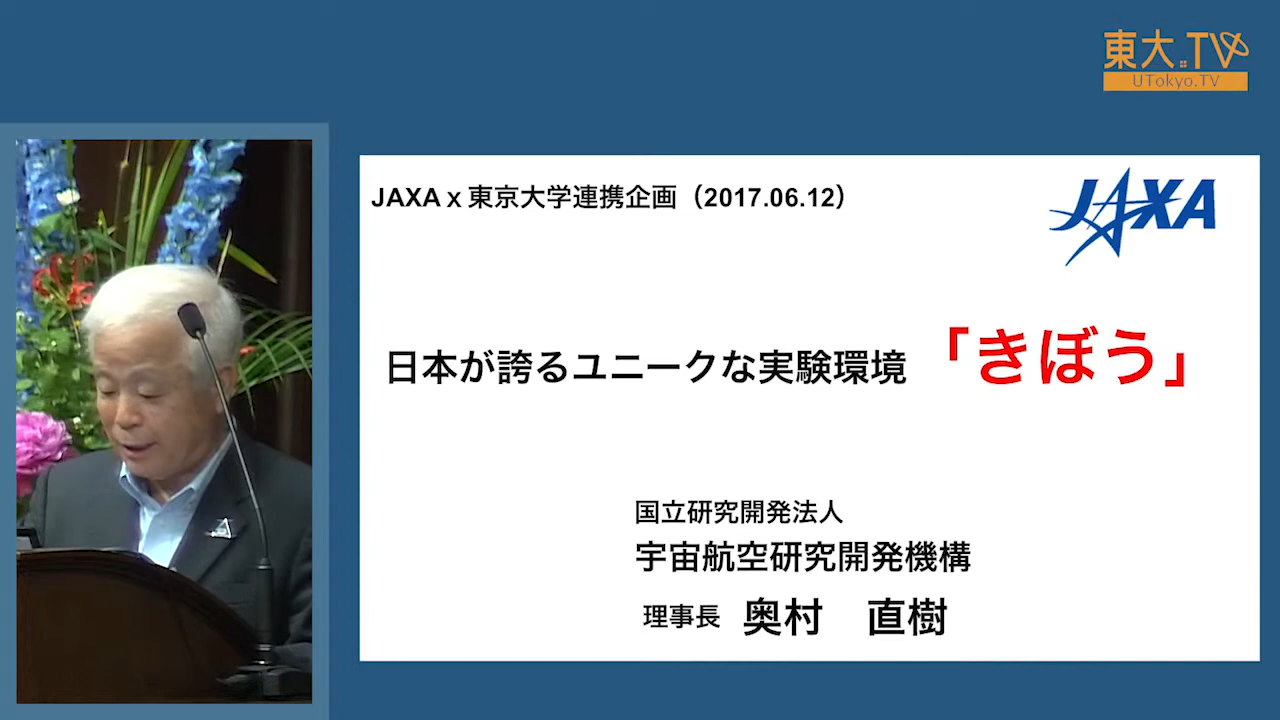 東大.TV
UTokyo.TV
JAXA x 東京大学連携企画（2017.06.12）
JAXA
日本が誇るユニークな実験環境「きぼう」
国立研究開発法人
宇宙航空研究開発機構
理事長 奥村　直樹